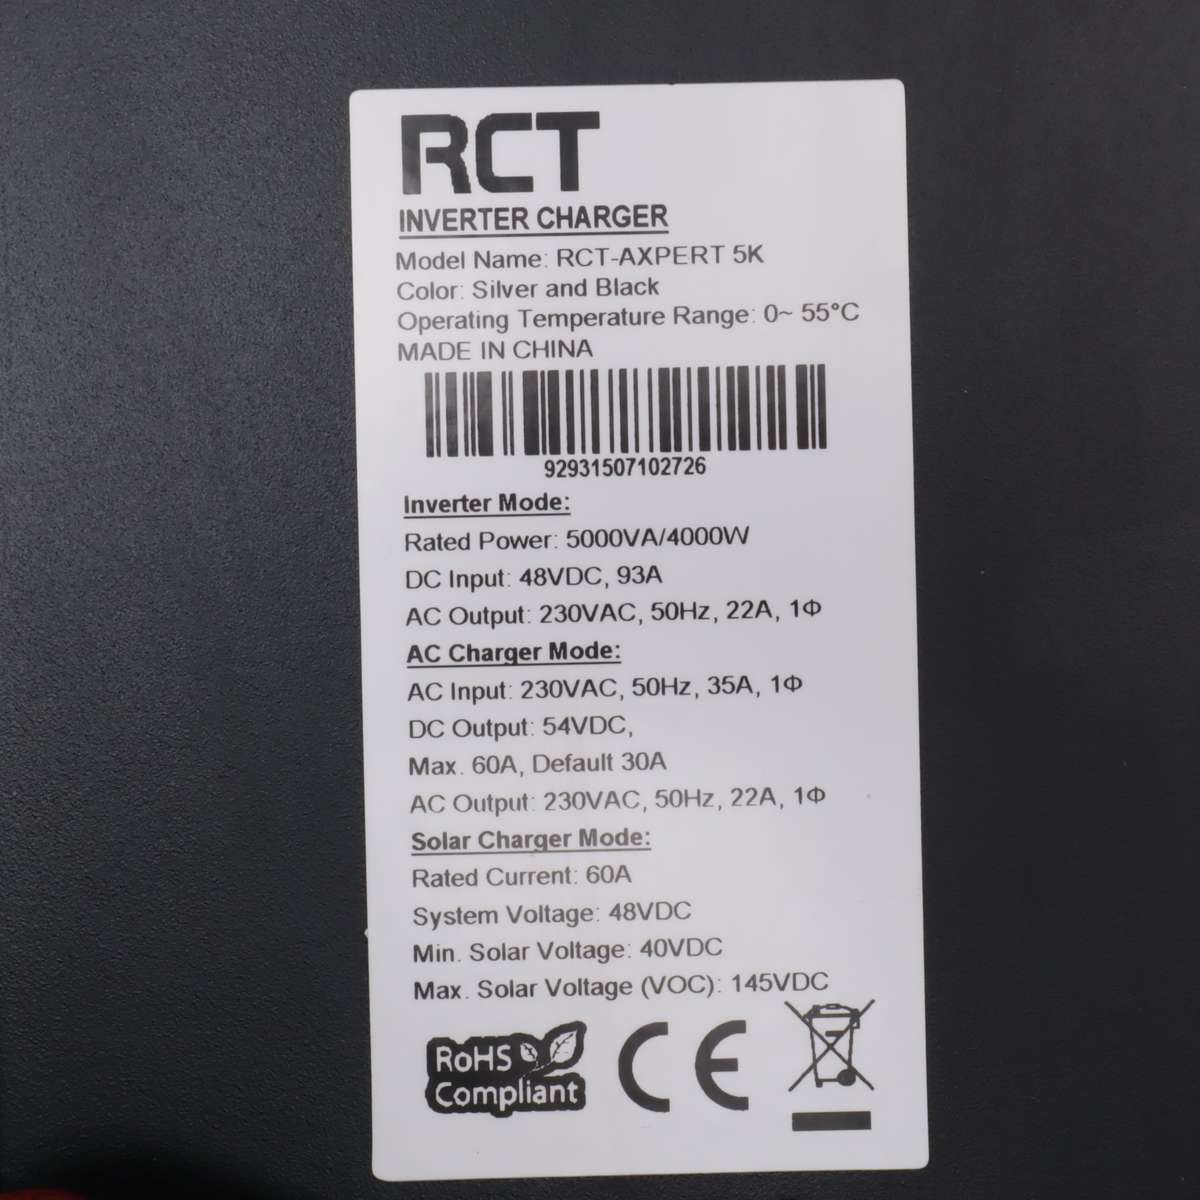 RCT
INVERTER CHARGER
Model Name: RCT-AXPERT 5K
Color: Silver and Black
Operating Temperature Range: 0~ 55°C
MADE IN CHINA
92931507102726
Inverter Mode:
Rated Power: 5000VA/4000W
DC Input: 48VDC, 93A
AC Output: 230VAC, 50Hz, 22A, 1Φ
AC Charger Mode:
AC Input: 230VAC, 50Hz, 35A, 1Φ
DC Output: 54VDC,
Max. 60A, Default 30A
AC Output: 230VAC, 50Hz, 22A, 1Φ
Solar Charger Mode:
Rated Current: 60A
System Voltage: 48VDC
Min. Solar Voltage: 40VDC
Max. Solar Voltage (VOC): 145VDC
RoHS
Compliant
CE